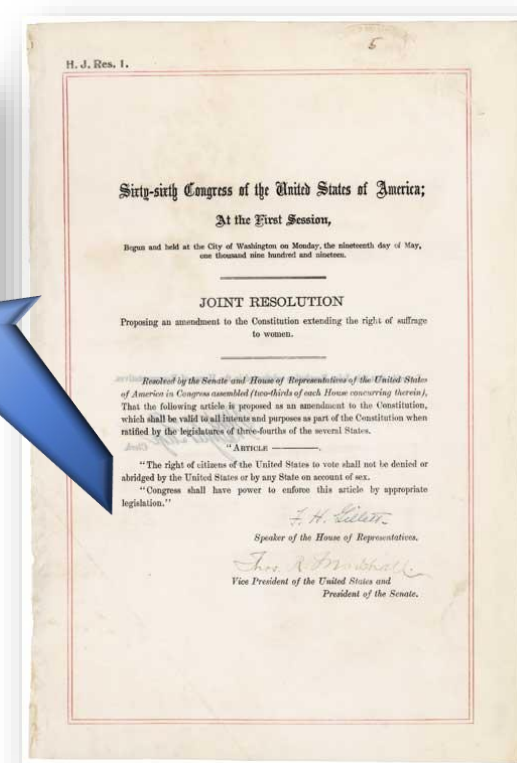 5
H. J. Res. 1.
Sixty-sixth Congress of the United States of America;
At the First Session,
Begun and held at the City of Washington on Monday, the nineteenth day of May,
one thousand nine hundred and nineteen.
JOINT RESOLUTION
Proposing an amendment to the Constitution extending the right of suffrage
to women.
Resolved by the Senate and House of Representatives of the United States
of America in Congress assembled (two-thirds of each House concurring therein),
That the following article is proposed as an amendment to the Constitution,
which shall be valid to all intents and purposes as part of the Constitution when
ratified by the legislatures of three-fourths of the several States.
"ARTICLE ———.
"The right of citizens of the United States to vote shall not be denied or
abridged by the United States or by any State on account of sex.
"Congress shall have power to enforce this article by appropriate
legislation."
F. H. Gillett.
Speaker of the House of Representatives.
Thos. R. Marshall.
Vice President of the United States and
President of the Senate.